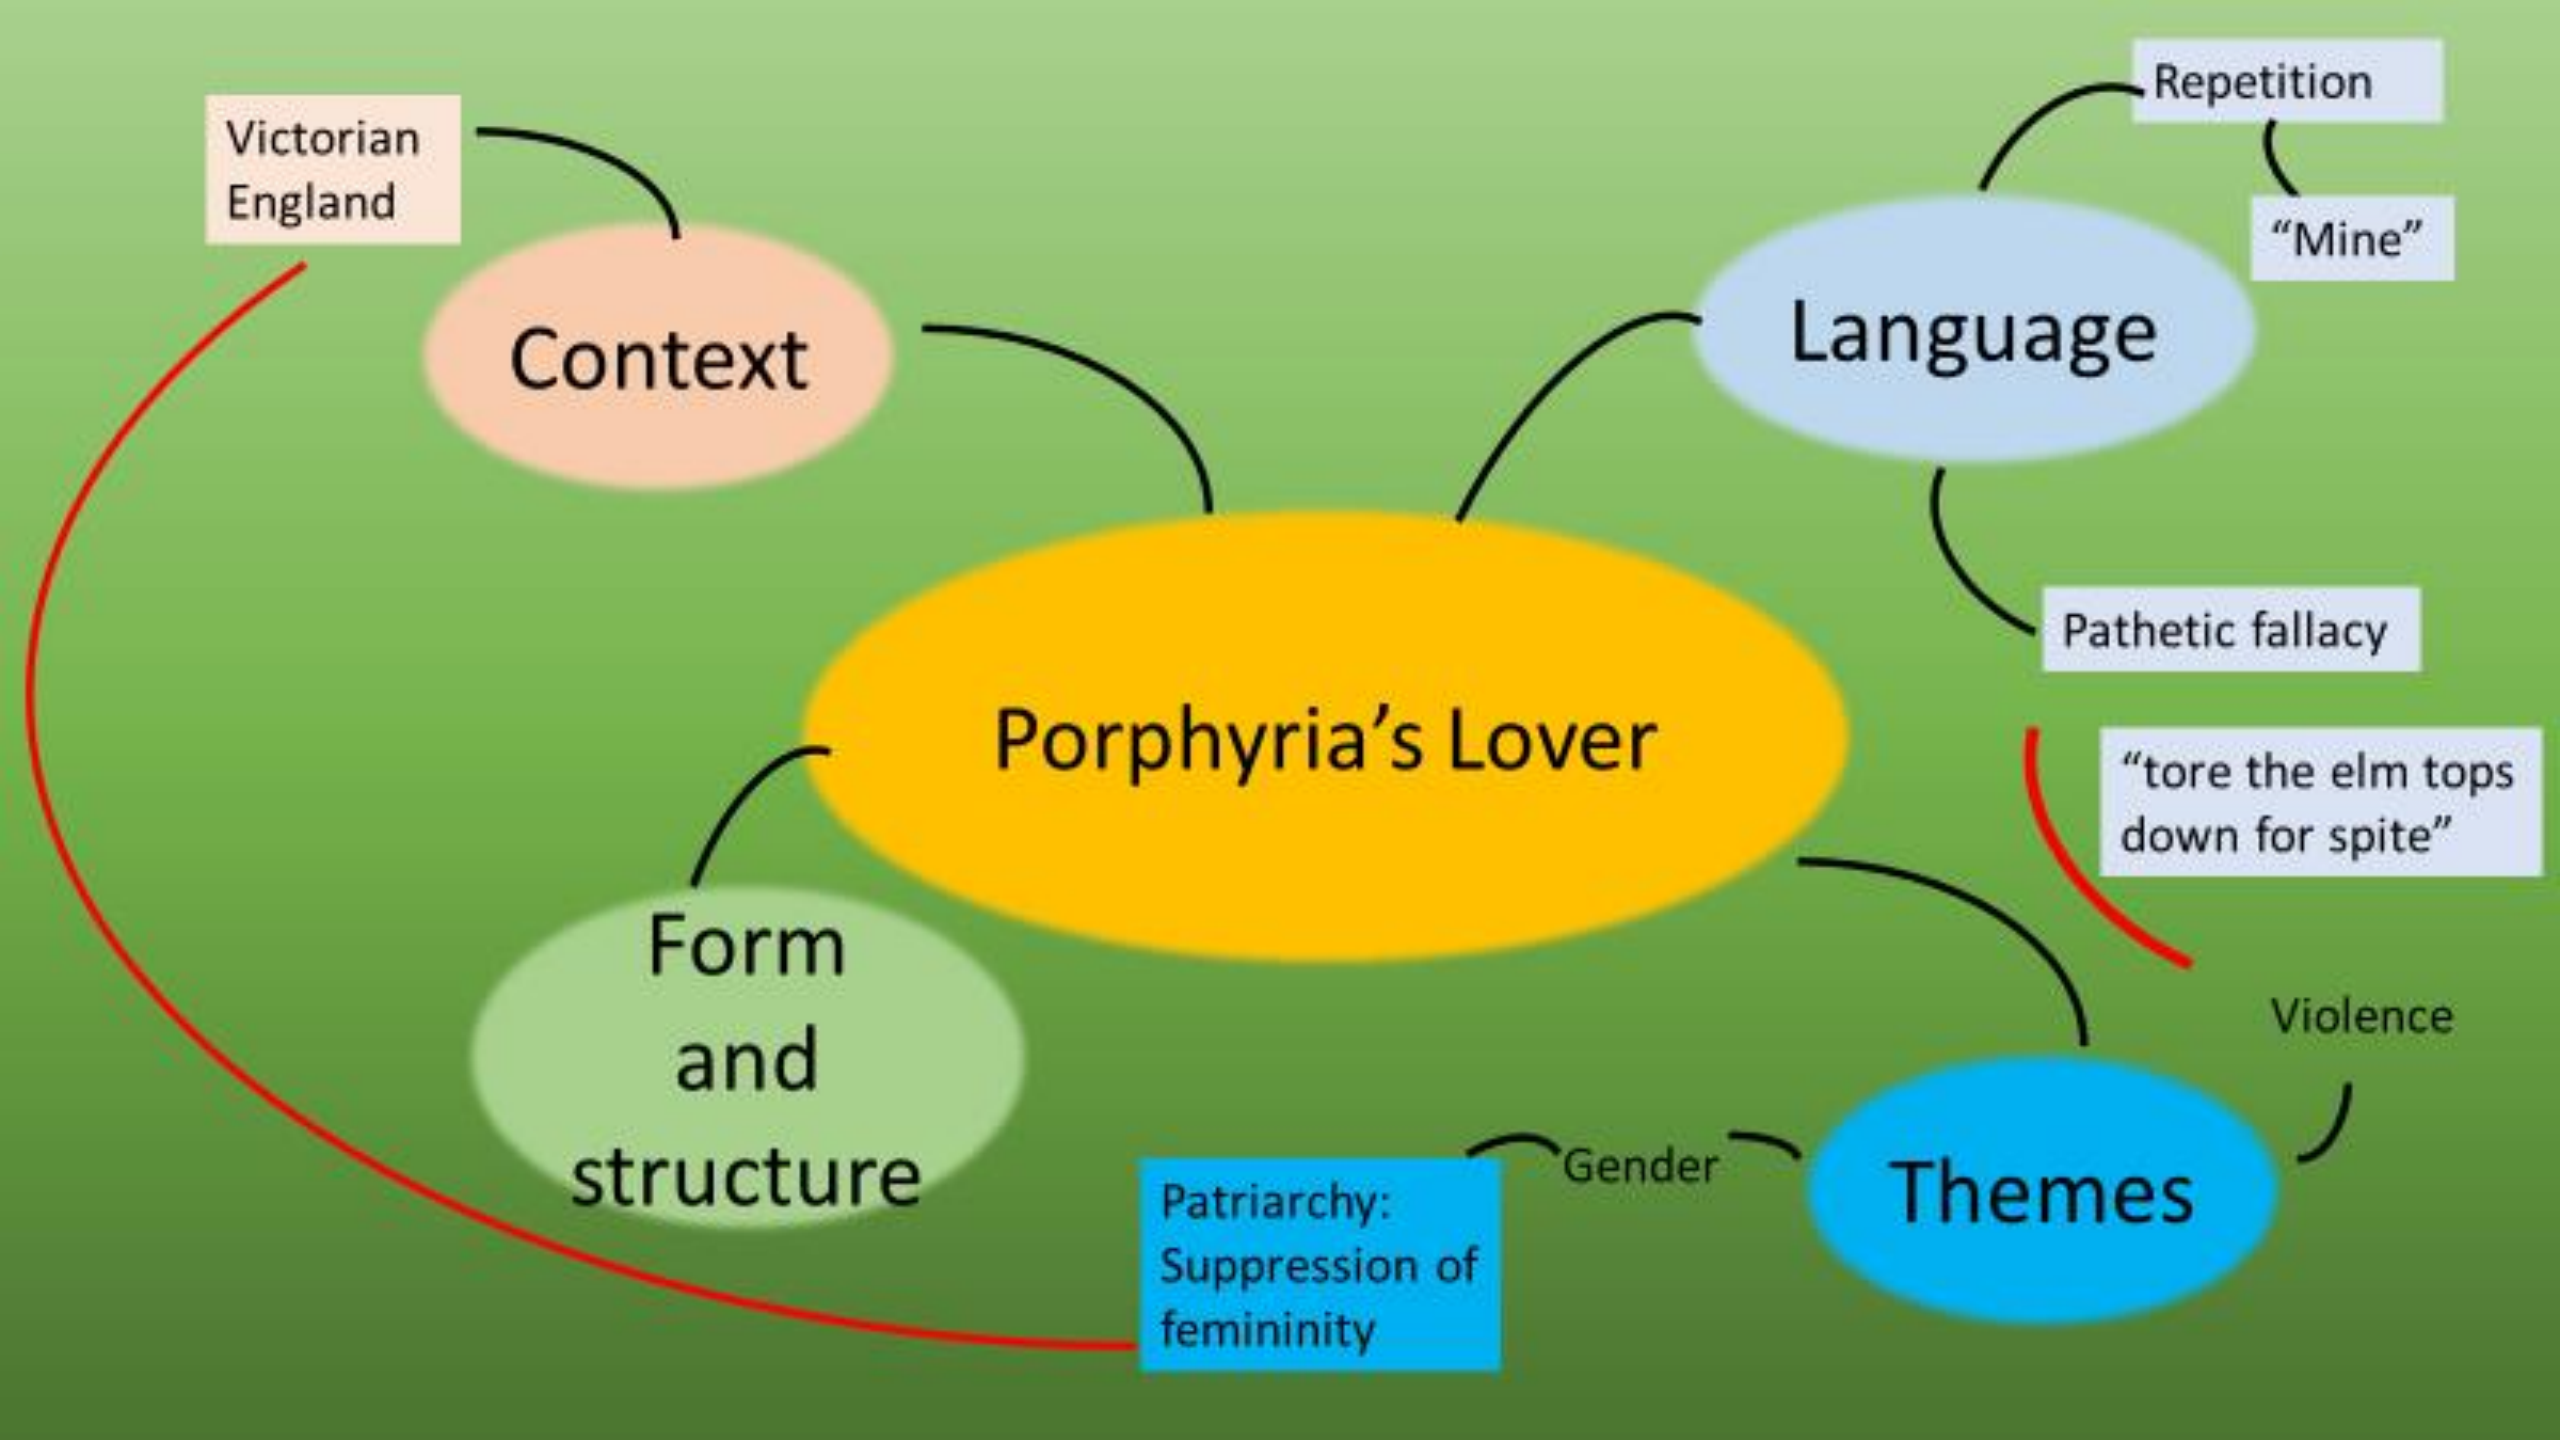 Victorian
England
Context
Repetition
“Mine”
Language
Pathetic fallacy
“tore the elm tops
down for spite”
Porphyria’s Lover
Form
and
structure
Violence
Themes
Gender
Patriarchy:
Suppression of
femininity